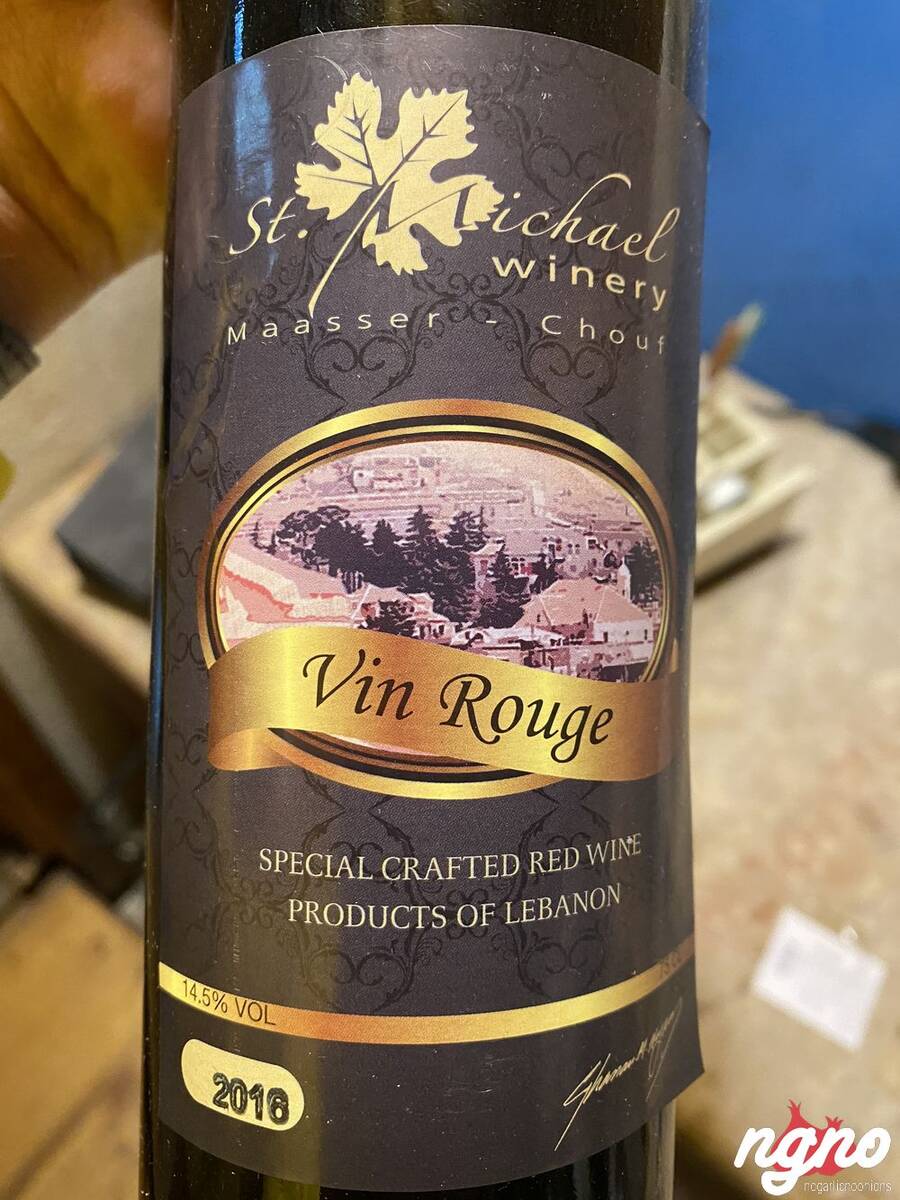 St. Michael
winery
Maasser - Chouf
Vin Rouge
SPECIAL CRAFTED RED WINE
PRODUCTS OF LEBANON
14.5% VOL
2016
ngno
nogarlicnoonions